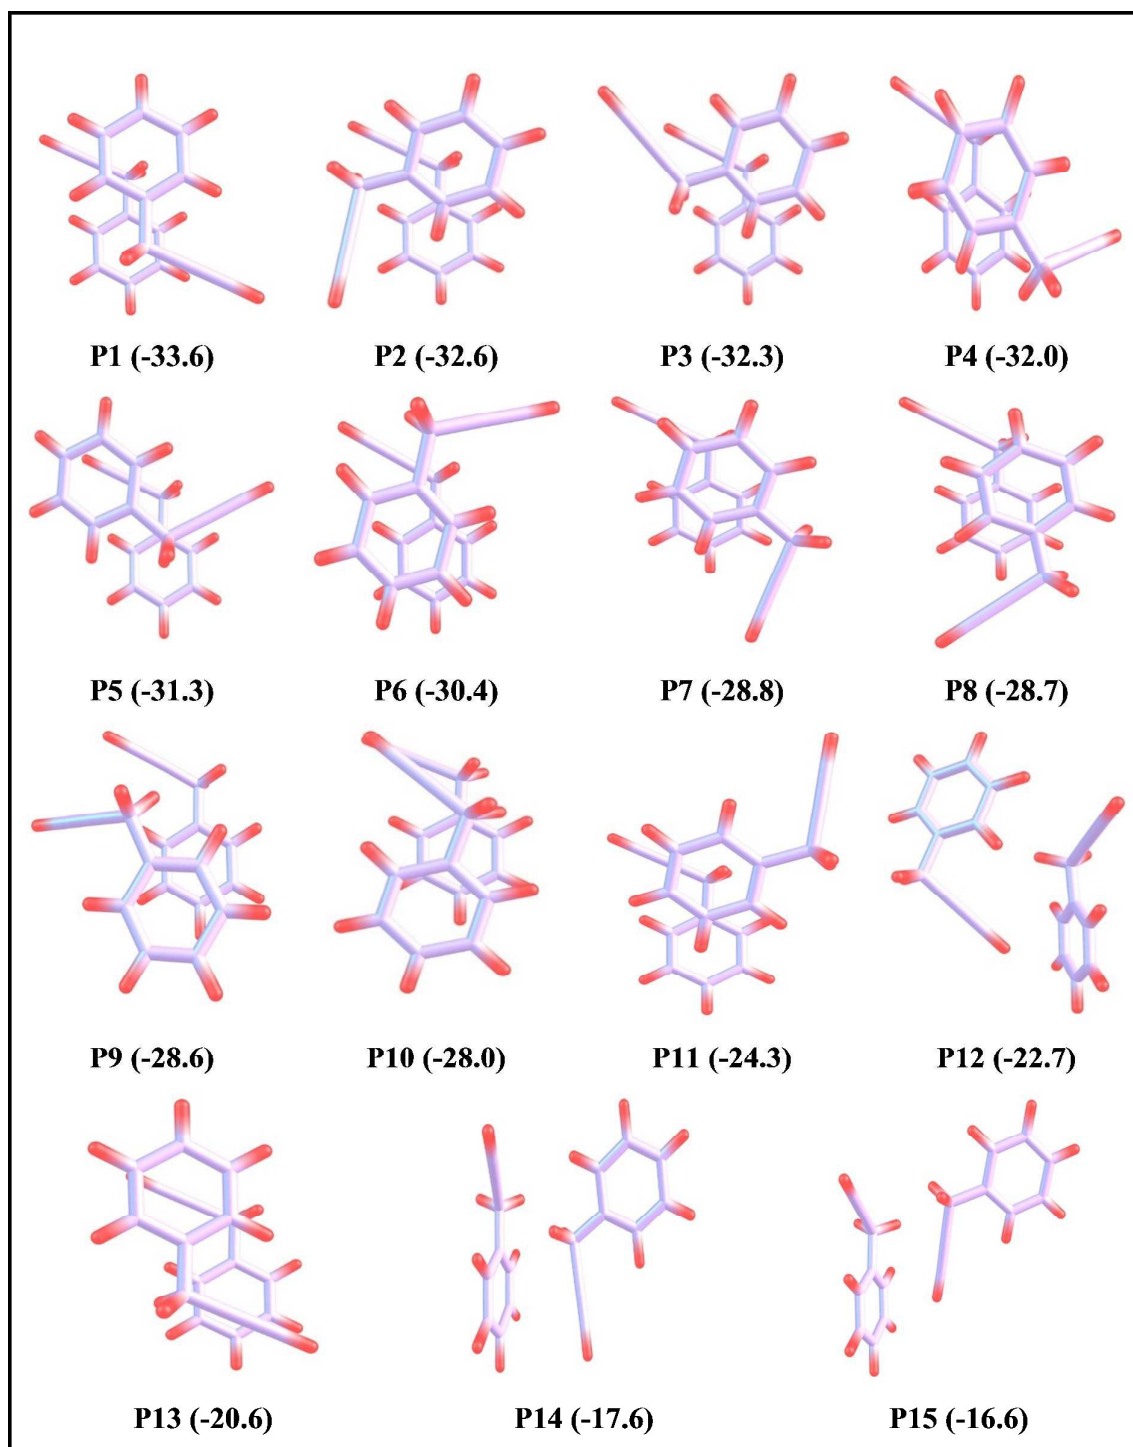 P1 (-33.6) P2 (-32.6) P3 (-32.3) P4 (-32.0)
P5 (-31.3) P6 (-30.4) P7 (-28.8) P8 (-28.7)
P9 (-28.6) P10 (-28.0) P11 (-24.3) P12 (-22.7)
P13 (-20.6) P14 (-17.6) P15 (-16.6)